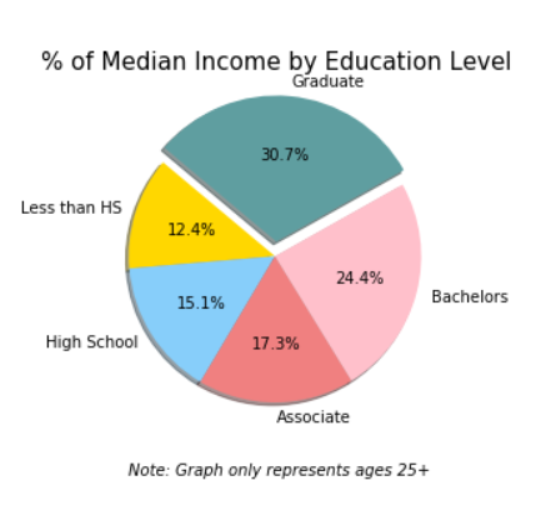 % of Median Income by Education Level
Graduate
30.7%
Less than HS
12.4%
24.4%
Bachelors
15.1%
High School
17.3%
Associate
Note: Graph only represents ages 25+